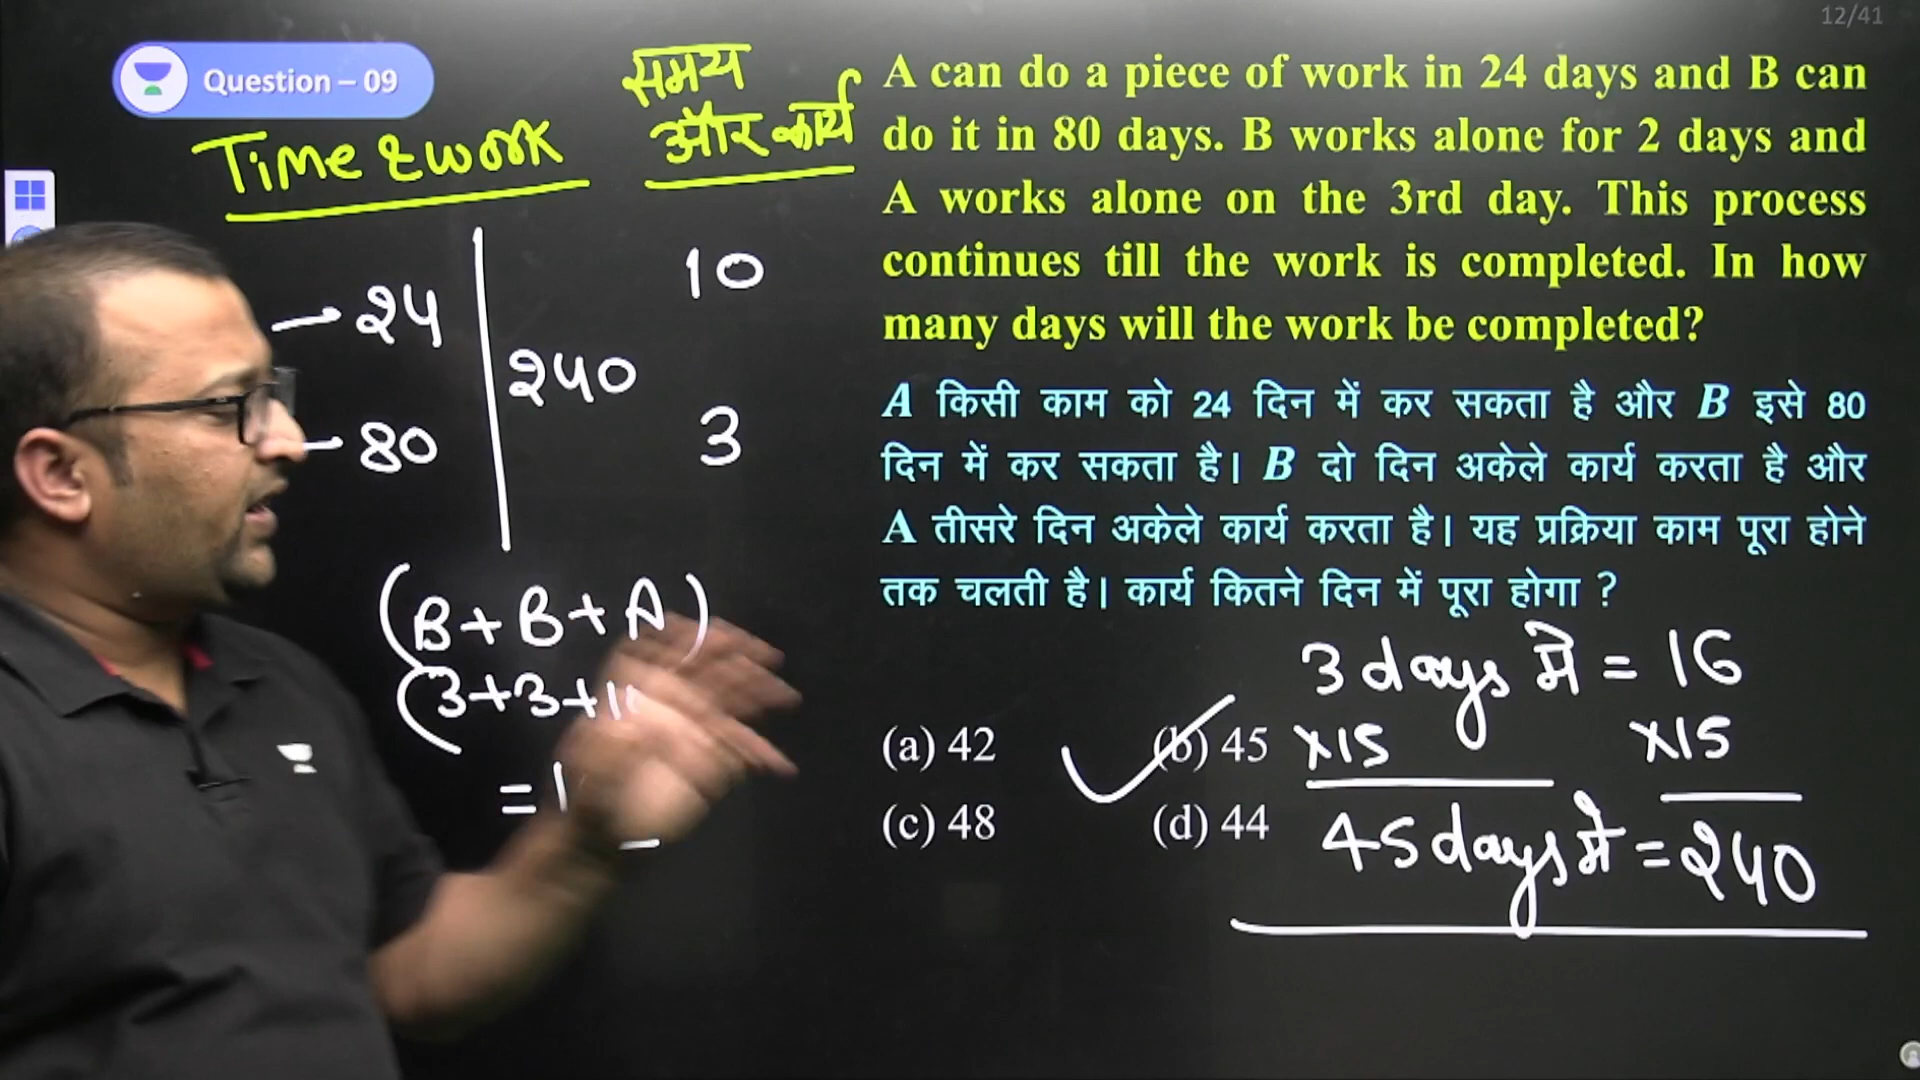 12/41
Question – 09
समय
और कार्य
Time & work
A can do a piece of work in 24 days and B can
do it in 80 days. B works alone for 2 days and
A works alone on the 3rd day. This process
continues till the work is completed. In how
many days will the work be completed?
24
80
240
10
3
A किसी काम को 24 दिन में कर सकता है और B इसे 80
दिन में कर सकता है। B दो दिन अकेले कार्य करता है और
A तीसरे दिन अकेले कार्य करता है। यह प्रक्रिया काम पूरा होने
तक चलती है। कार्य कितने दिन में पूरा होगा ?
(B+B+A)
(3+3+1
= 1
3 days में = 16
×15 ×15
45 days में = 240
(a) 42
(b) 45
(c) 48
(d) 44